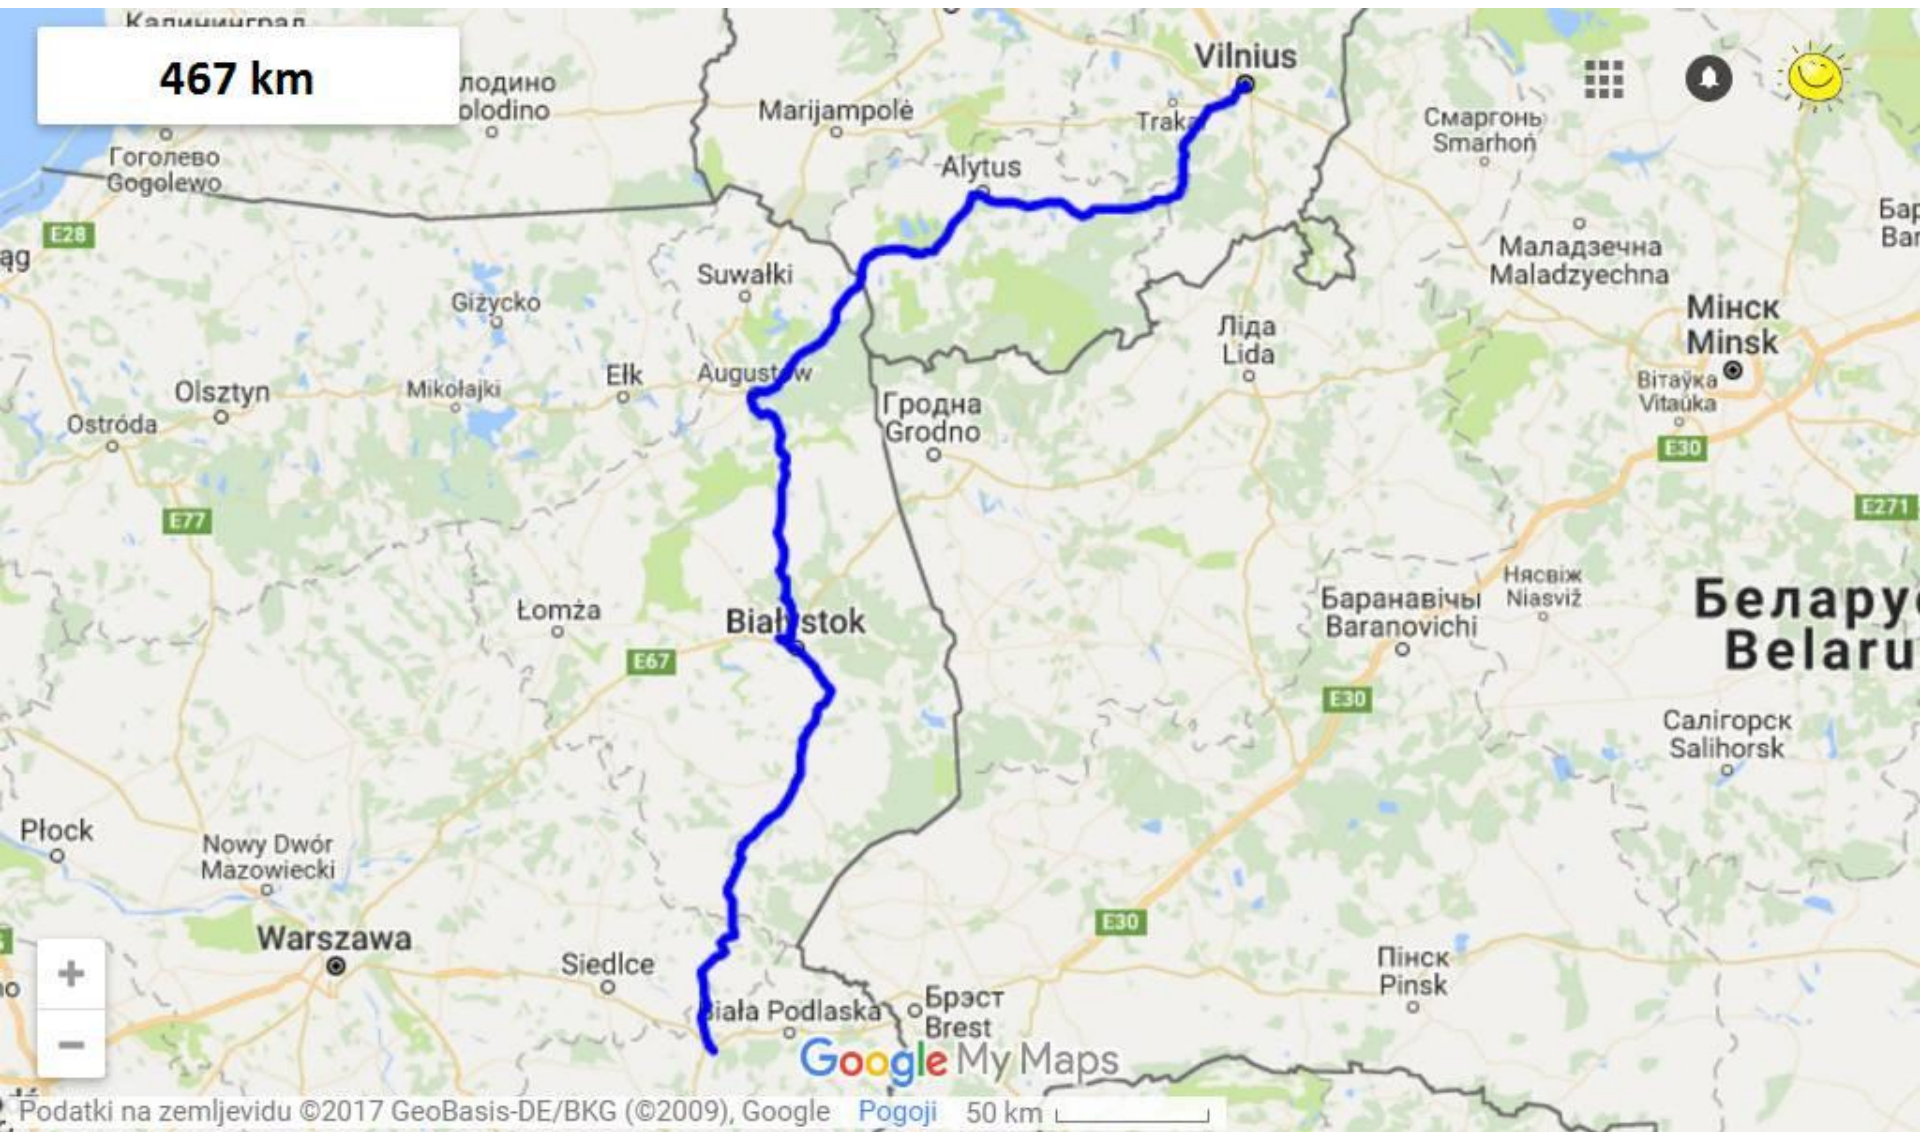 Калининград
467 km
Vilnius
лодино
olodino
Marijampolė
Смаргонь
Smarhoń
Гоголево
Gogolewo
Alytus
E28
Маладзечна
Maladzyechna
Suwałki
Giżycko
Мінск
Minsk
Ліда
Lida
Augustów
Ełk
Olsztyn
Mikołajki
Вітаўка
Vitaŭka
Ostróda
Гродна
Grodno
E30
E77
E271
Нясвіж
Niasviž
Łomża
Białystok
Баранавічы
Baranovichi
Беларус
Belaru
E67
E30
Салігорск
Salihorsk
Płock
Nowy Dwór
Mazowiecki
Warszawa
E30
Siedlce
Пінск
Pinsk
Biała Podlaska
Брэст
Brest
Google My Maps
Podatki na zemljevidu ©2017 GeoBasis-DE/BKG (©2009), Google Pogoji 50 km